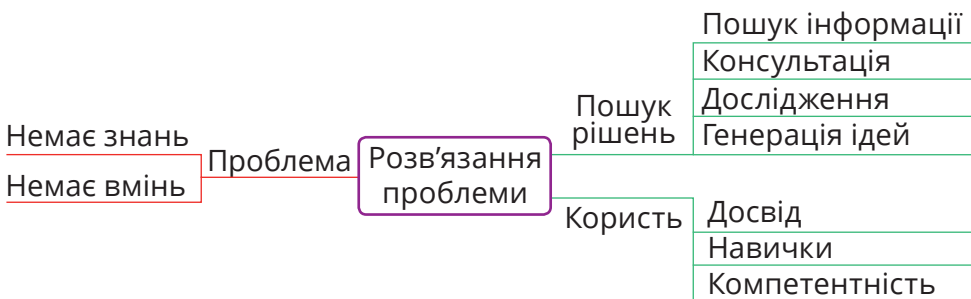 Немає знань
Немає вмінь
Проблема
Розв’язання
проблеми
Пошук
рішень
Пошук інформації
Консультація
Дослідження
Генерація ідей
Користь
Досвід
Навички
Компетентність